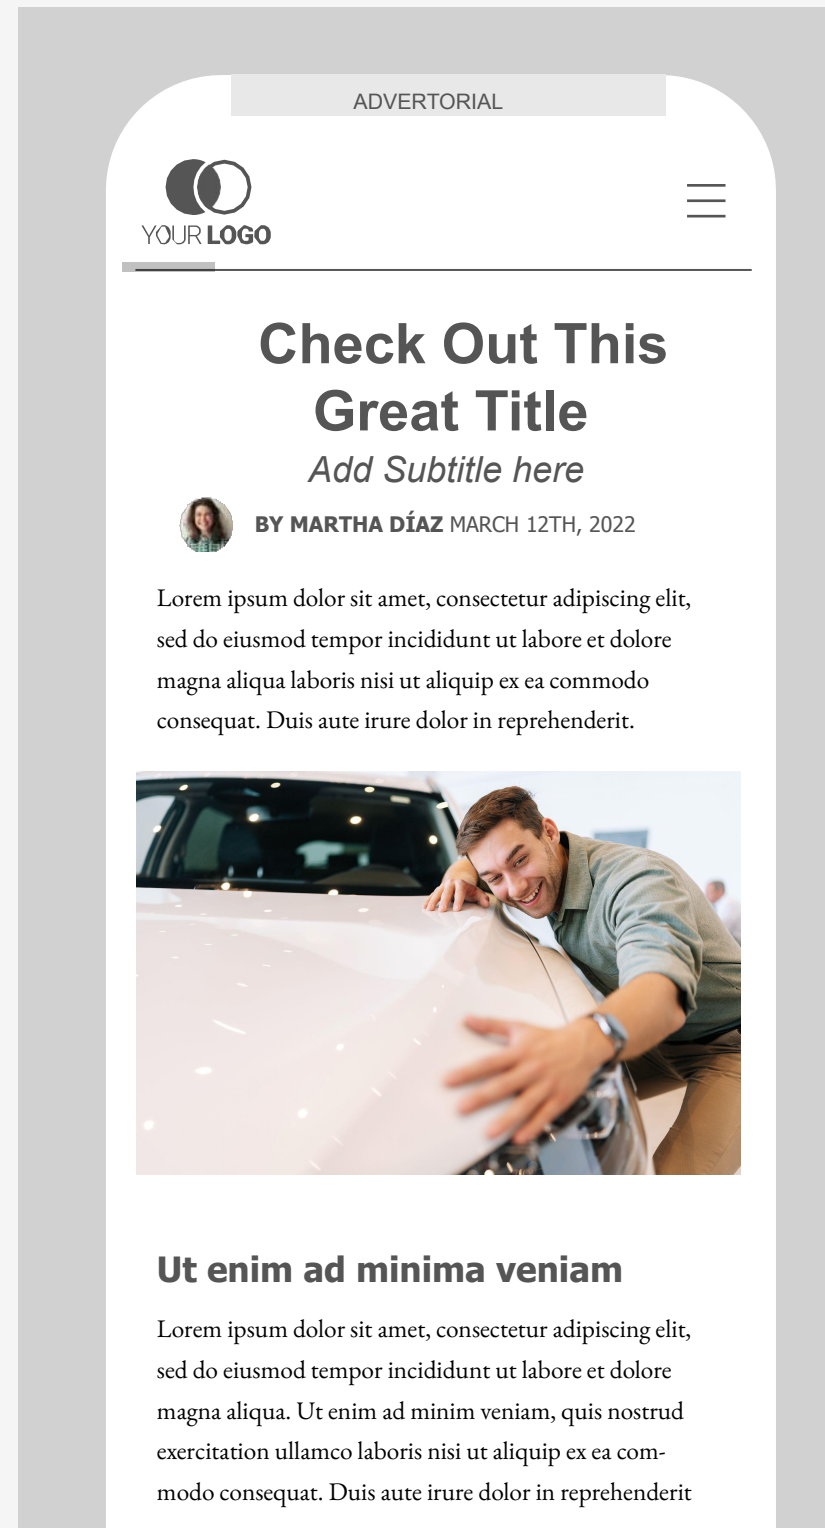 ADVERTORIAL
YOUR LOGO
Check Out This
Great Title
Add Subtitle here
BY MARTHA DÍAZ MARCH 12TH, 2022
Lorem ipsum dolor sit amet, consectetur adipiscing elit,
sed do eiusmod tempor incididunt ut labore et dolore
magna aliqua laboris nisi ut aliquip ex ea commodo
consequat. Duis aute irure dolor in reprehenderit.
Ut enim ad minima veniam
Lorem ipsum dolor sit amet, consectetur adipiscing elit,
sed do eiusmod tempor incididunt ut labore et dolore
magna aliqua. Ut enim ad minim veniam, quis nostrud
exercitation ullamco laboris nisi ut aliquip ex ea com-
modo consequat. Duis aute irure dolor in reprehenderit